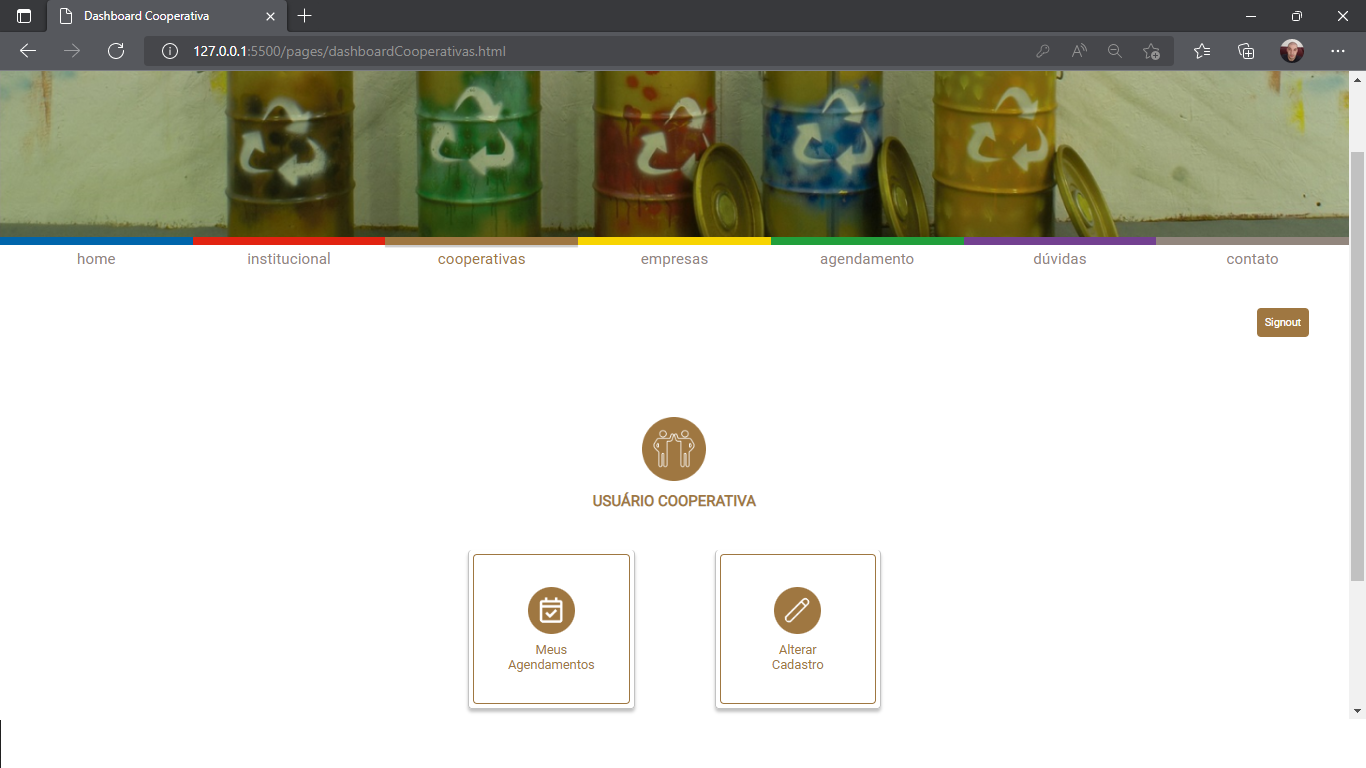 Dashboard Cooperativa
127.0.0.1:5500/pages/dashboardCooperativas.html
home institucional cooperativas empresas agendamento dúvidas contato
Signout
USUÁRIO COOPERATIVA
Meus
Agendamentos
Alterar
Cadastro